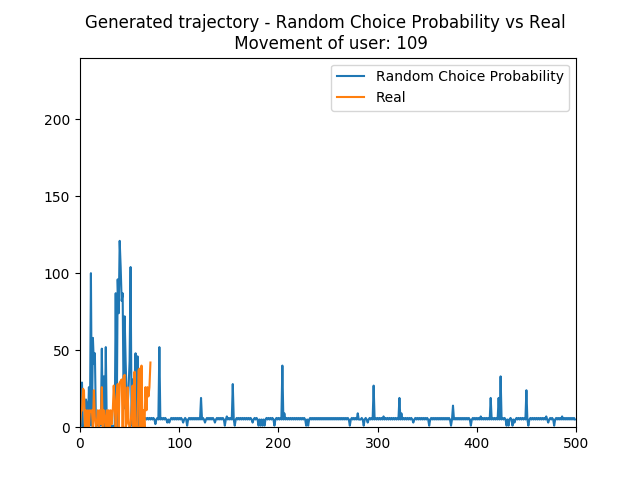 Generated trajectory - Random Choice Probability vs Real
Movement of user: 109
Random Choice Probability
Real
200
150
100
50
0
0 100 200 300 400 500